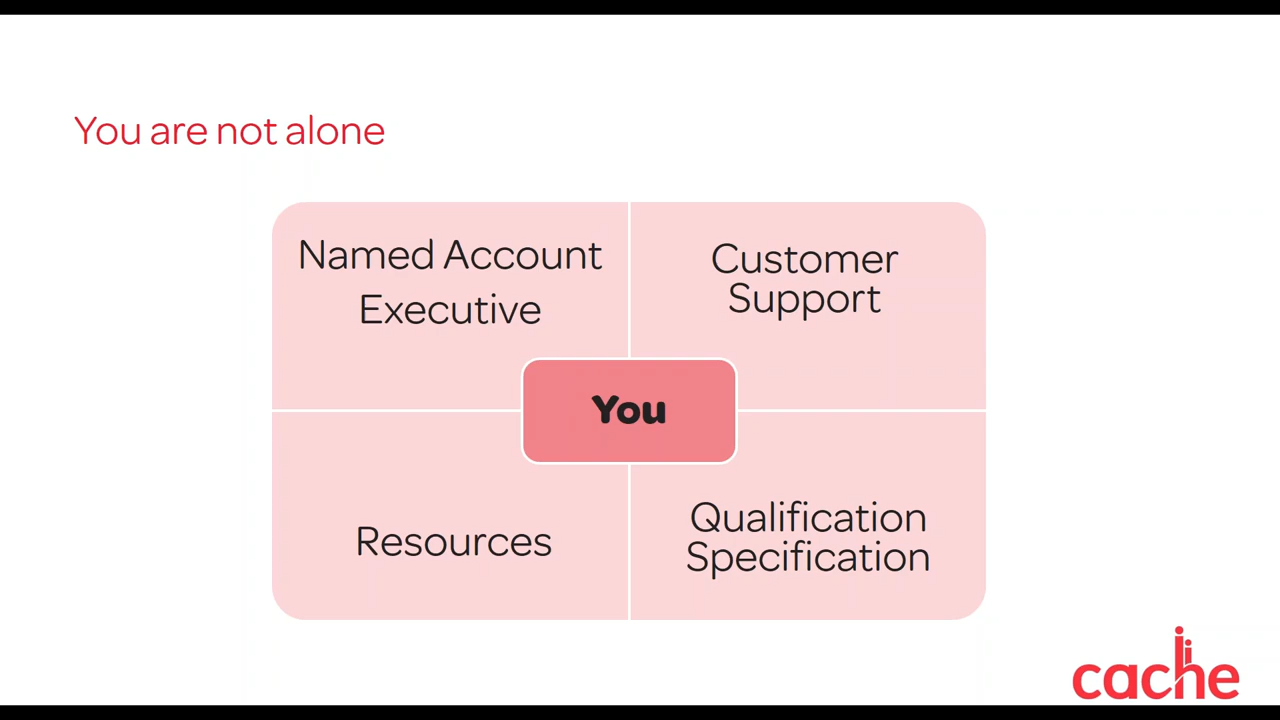 You are not alone
Named Account
Executive
Customer
Support
You
Resources
Qualification
Specification
cache